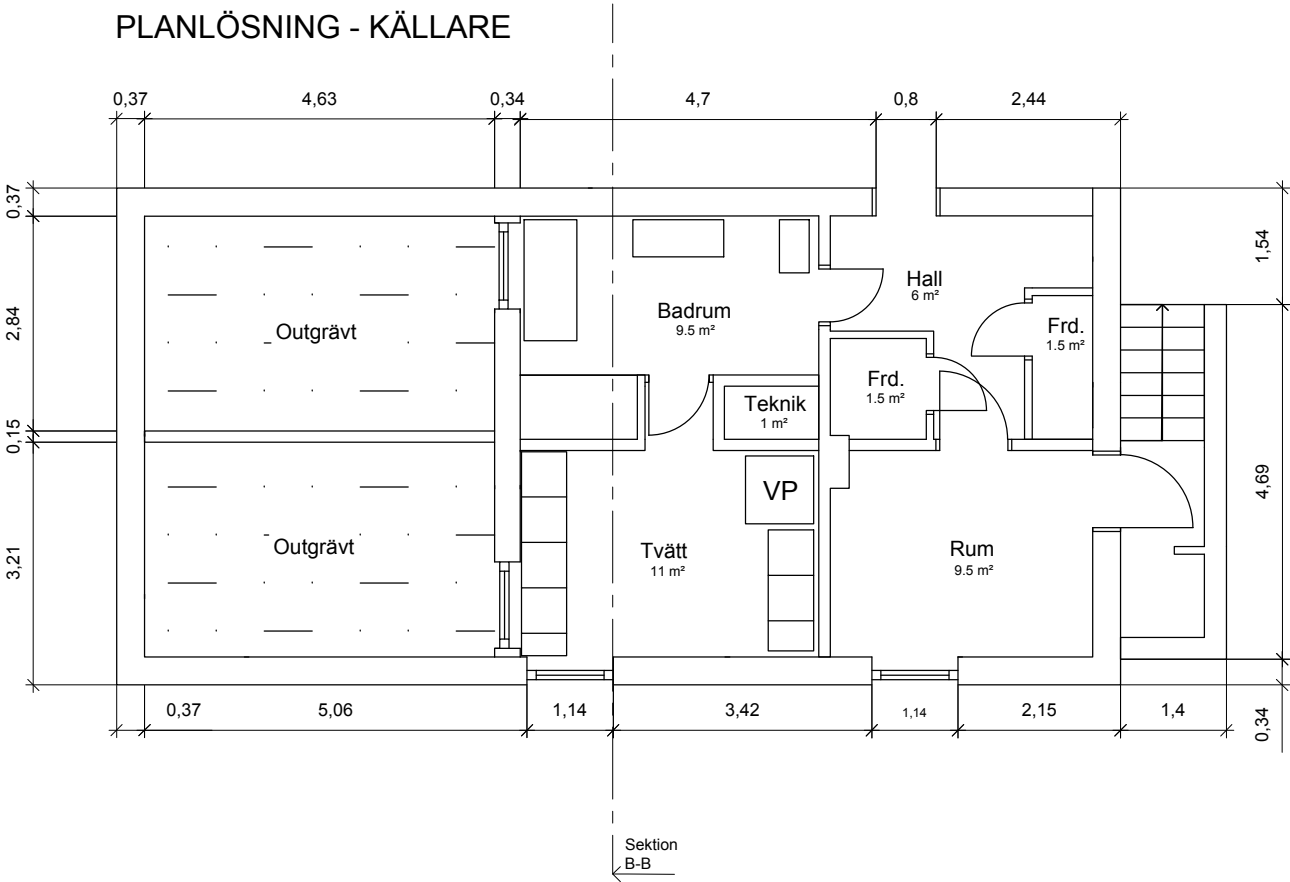 PLANLÖSNING - KÄLLARE
0,37
4,63
0,34
4,7
0,8
2,44
0,37
2,84
0,15
3,21
1,54
4,69
0,34
Outgrävt
Badrum
9.5 m²
Hall
6 m²
Frd.
1.5 m²
Frd.
1.5 m²
Teknik
1 m²
VP
Outgrävt
Tvätt
11 m²
Rum
9.5 m²
0,37
5,06
1,14
3,42
1,14
2,15
1,4
Sektion
B-B